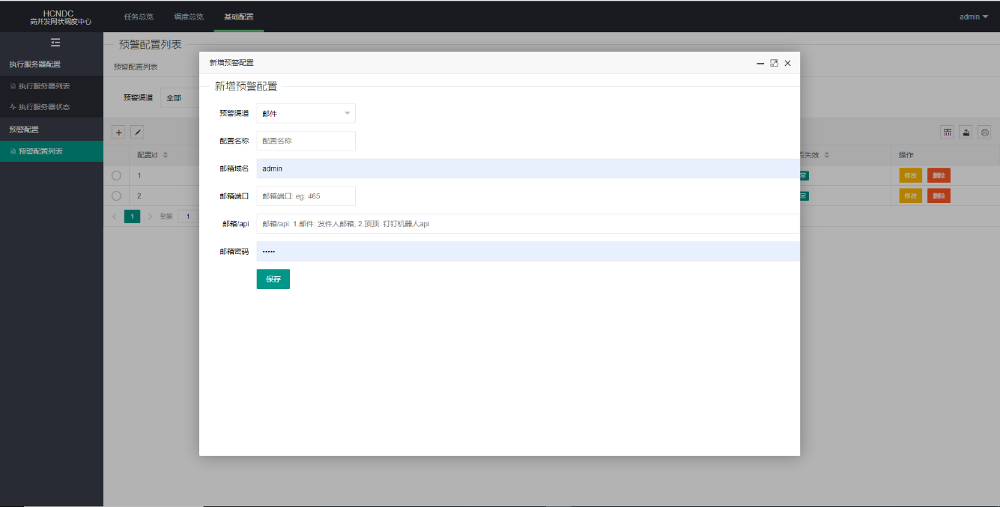 HCNDC
高并发网状调度中心
任务总览
调度总览
基础配置
admin
执行服务器配置
执行服务器列表
执行服务器状态
预警配置
预警配置列表
预警配置列表
预警配置列表
预警渠道
全部
配置id
失效
操作
1
常
修改
删除
2
常
修改
删除
1
到第
1
新增预警配置
新增预警配置
预警渠道
邮件
配置名称
配置名称
邮箱域名
admin
邮箱端口
邮箱端口: eg: 465
邮箱/api
邮箱/api: 1.邮件: 发件人邮箱, 2.顶顶: 钉钉机器人api
邮箱密码
•••••
保存